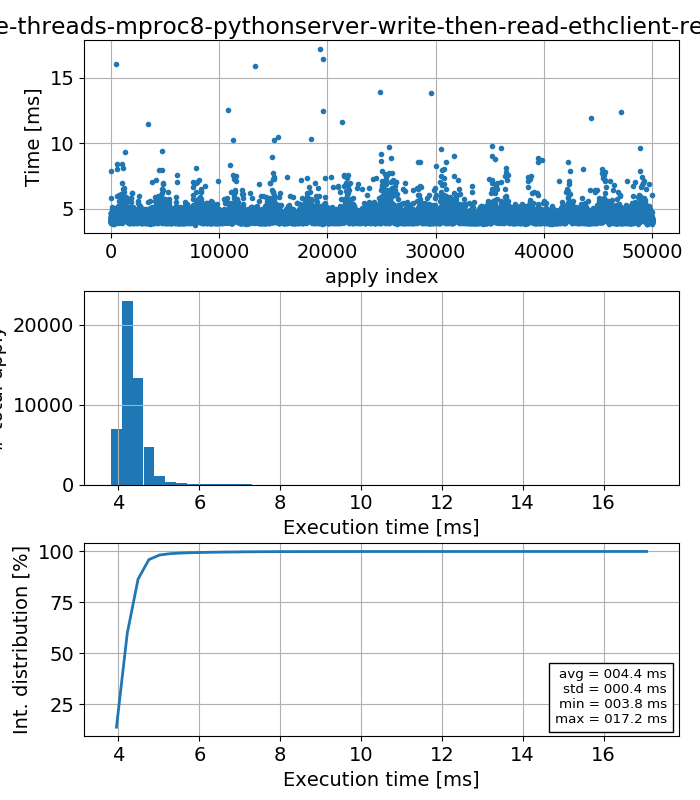 e-threads-mproc8-pythonserver-write-then-read-ethclient-re
Time [ms]
15
10
5
0 10000 20000 30000 40000 50000
apply index
# total apply
20000
10000
0
4 6 8 10 12 14 16
Execution time [ms]
Int. distribution [%]
100
75
50
25
avg = 004.4 ms
std = 000.4 ms
min = 003.8 ms
max = 017.2 ms
4 6 8 10 12 14 16
Execution time [ms]